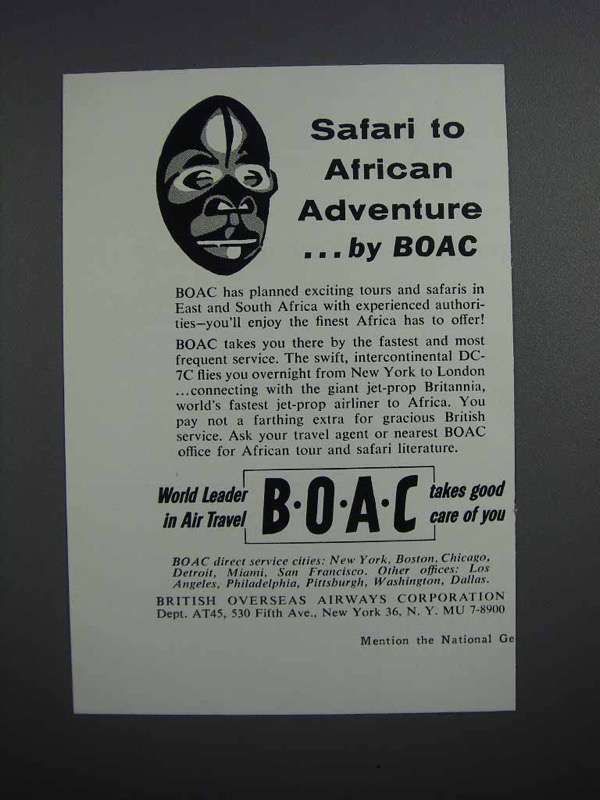 Safari to
African
Adventure
...by BOAC
BOAC has planned exciting tours and safaris in
East and South Africa with experienced authori-
ties—you'll enjoy the finest Africa has to offer!
BOAC takes you there by the fastest and most
frequent service. The swift, intercontinental DC-
7C flies you overnight from New York to London
...connecting with the giant jet-prop Britannia,
world's fastest jet-prop airliner to Africa. You
pay not a farthing extra for gracious British
service. Ask your travel agent or nearest BOAC
office for African tour and safari literature.
World Leader
in Air Travel
B·O·A·C
takes good
care of you
BOAC direct service cities: New York, Boston, Chicago,
Detroit, Miami, San Francisco. Other offices: Los
Angeles, Philadelphia, Pittsburgh, Washington, Dallas.
BRITISH OVERSEAS AIRWAYS CORPORATION
Dept. AT45, 530 Fifth Ave., New York 36, N. Y. MU 7-8900
Mention the National Ge